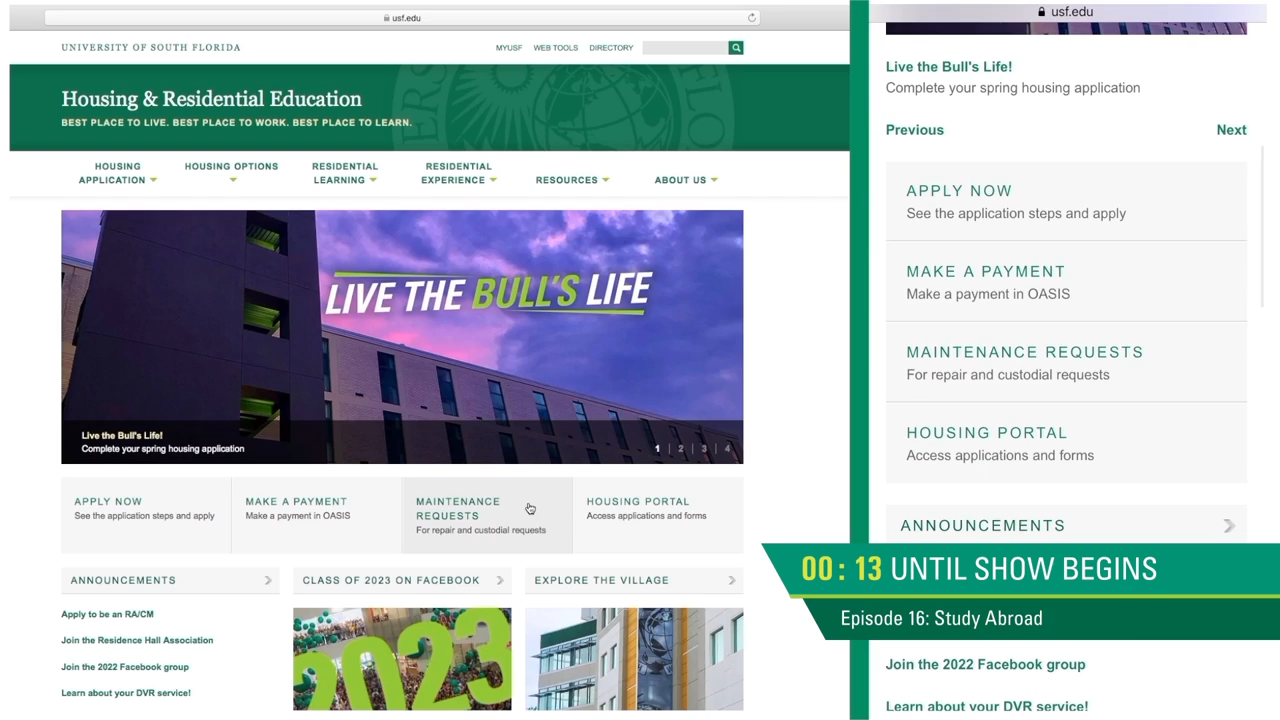 usf.edu
UNIVERSITY OF SOUTH FLORIDA
MYUSF WEB TOOLS DIRECTORY
Housing & Residential Education
BEST PLACE TO LIVE. BEST PLACE TO WORK. BEST PLACE TO LEARN.
HOUSING APPLICATION
HOUSING OPTIONS
RESIDENTIAL LEARNING
RESIDENTIAL EXPERIENCE
RESOURCES
ABOUT US
LIVE THE BULL'S LIFE
Live the Bull's Life!
Complete your spring housing application
1 | 2 | 3 | 4
APPLY NOW
See the application steps and apply
MAKE A PAYMENT
Make a payment in OASIS
MAINTENANCE
REQUESTS
For repair and custodial requests
HOUSING PORTAL
Access applications and forms
ANNOUNCEMENTS
Apply to be an RA/CM
Join the Residence Hall Association
Join the 2022 Facebook group
Learn about your DVR service!
CLASS OF 2023 ON FACEBOOK
2023
EXPLORE THE VILLAGE
usf.edu
Live the Bull's Life!
Complete your spring housing application
Previous Next
APPLY NOW
See the application steps and apply
MAKE A PAYMENT
Make a payment in OASIS
MAINTENANCE REQUESTS
For repair and custodial requests
HOUSING PORTAL
Access applications and forms
ANNOUNCEMENTS
00:13 UNTIL SHOW BEGINS
Episode 16: Study Abroad
Join the 2022 Facebook group
Learn about your DVR service!